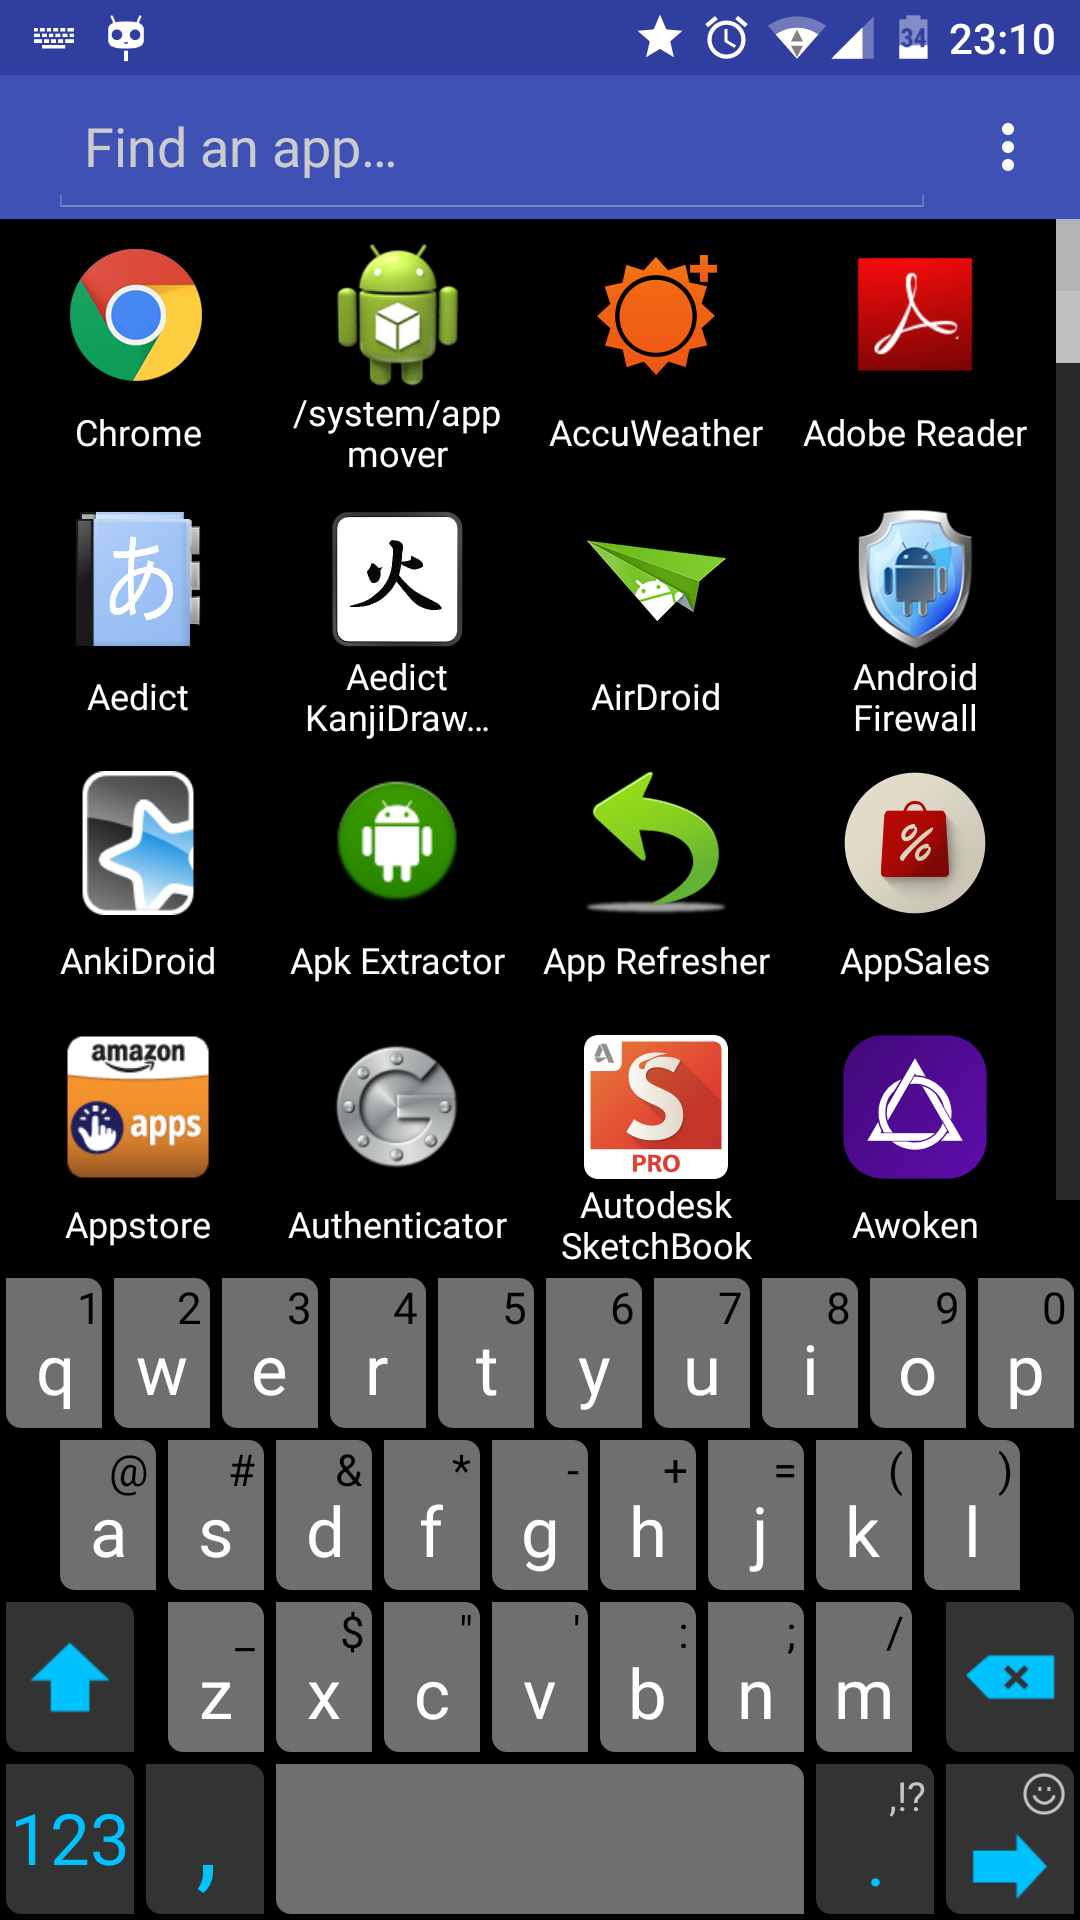 34 23:10
Find an app...
Chrome
/system/app
mover
AccuWeather
Adobe Reader
あ
火
Aedict
Aedict
KanjiDraw...
AirDroid
Android
Firewall
%
AnkiDroid
Apk Extractor
App Refresher
AppSales
amazon
apps
G
S
PRO
Appstore
Authenticator
Autodesk
SketchBook
Awoken
1 2 3 4 5 6 7 8 9 0
q w e r t y u i o p
@ # & * - + = ( )
a s d f g h j k l
_ $ " ' : ; /
z x c v b n m
,!?
123 , .